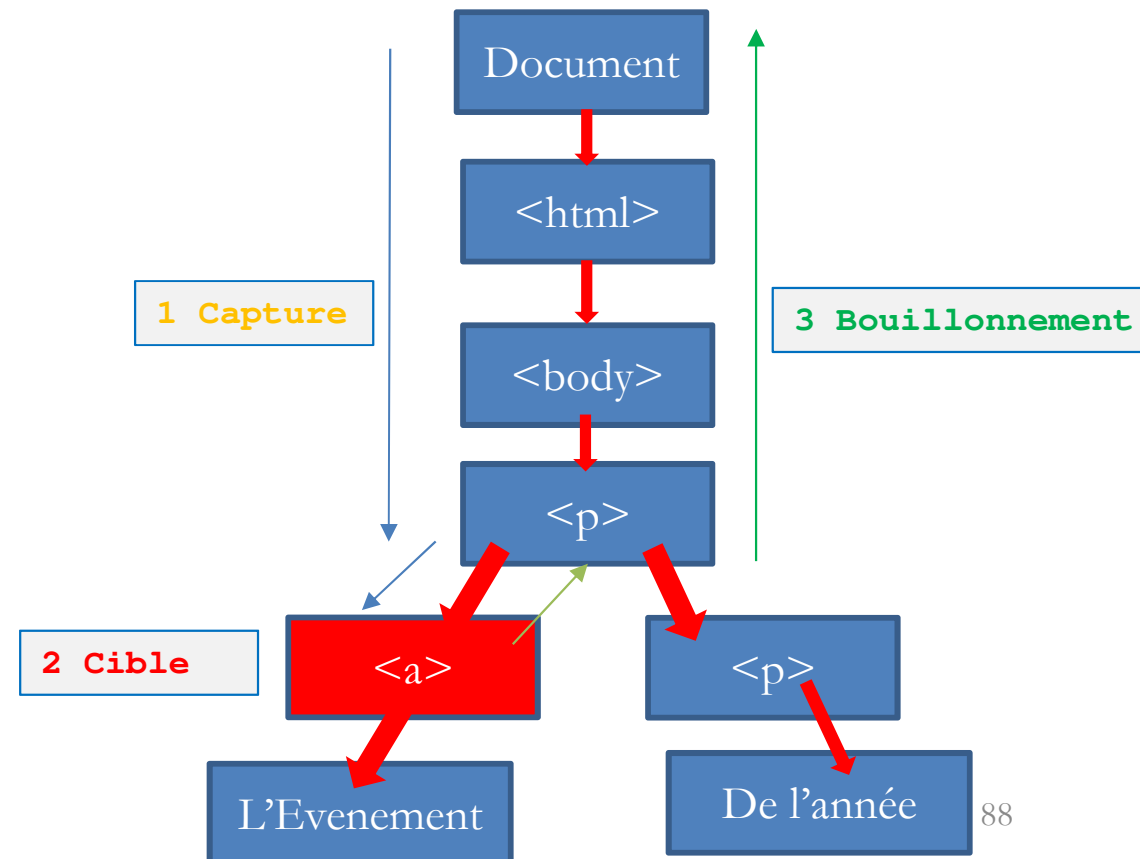 Document
<html>
1 Capture
3 Bouillonnement
<body>
<p>
2 Cible
<a>
<p>
L’Evenement
De l’année
88